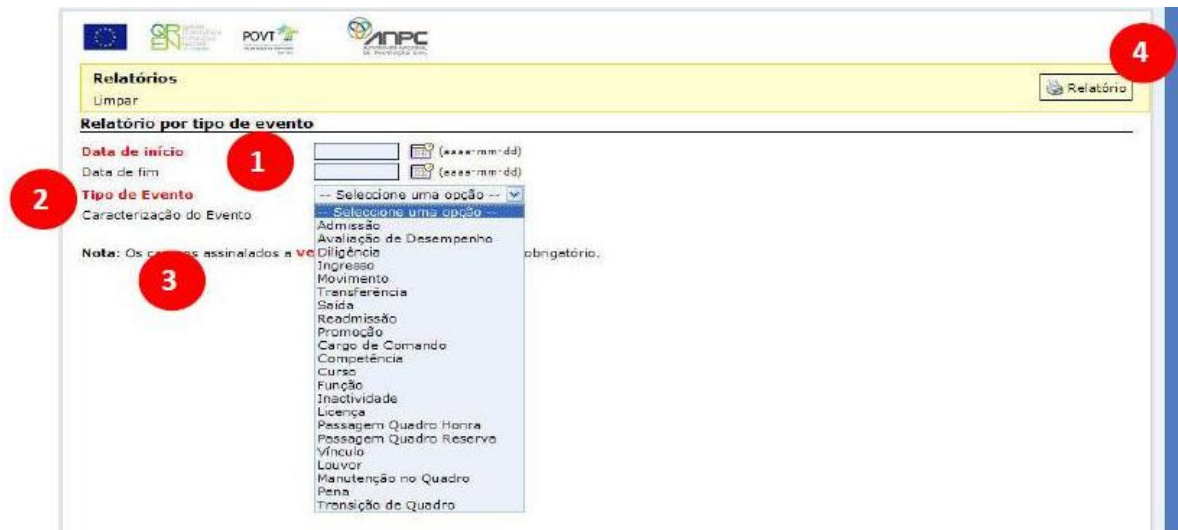 QREN
POVT
ANPC
4
Relatórios
Limpar
Relatório
Relatório por tipo de evento
Data de início
1
(aaaa-mm-dd)
Data de fim
(aaaa-mm-dd)
2
Tipo de Evento
-- Seleccione uma opção --
Caracterização do Evento
-- Seleccione uma opção --
Admissão
Avaliação de Desempenho
Nota: Os assinalados a obrigatório.
Diligência
Ingresso
3
Movimento
Transferência
Saída
Readmissão
Promoção
Cargo de Comando
Competência
Curso
Função
Inactividade
Licença
Passagem Quadro Honra
Passagem Quadro Reserva
Vínculo
Louvor
Manutenção no Quadro
Pena
Transição de Quadro